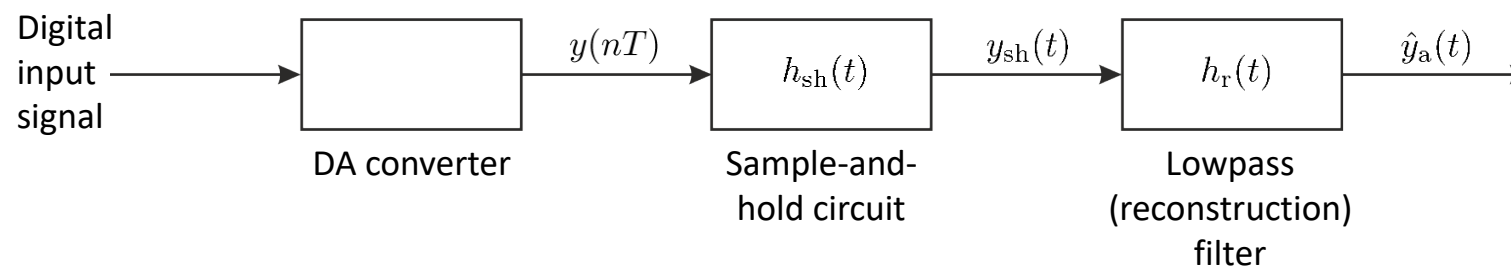 Digital
input
signal
y(nT)
h_sh(t)
y_sh(t)
h_r(t)
ŷ_a(t)
DA converter
Sample-and-
hold circuit
Lowpass
(reconstruction)
filter